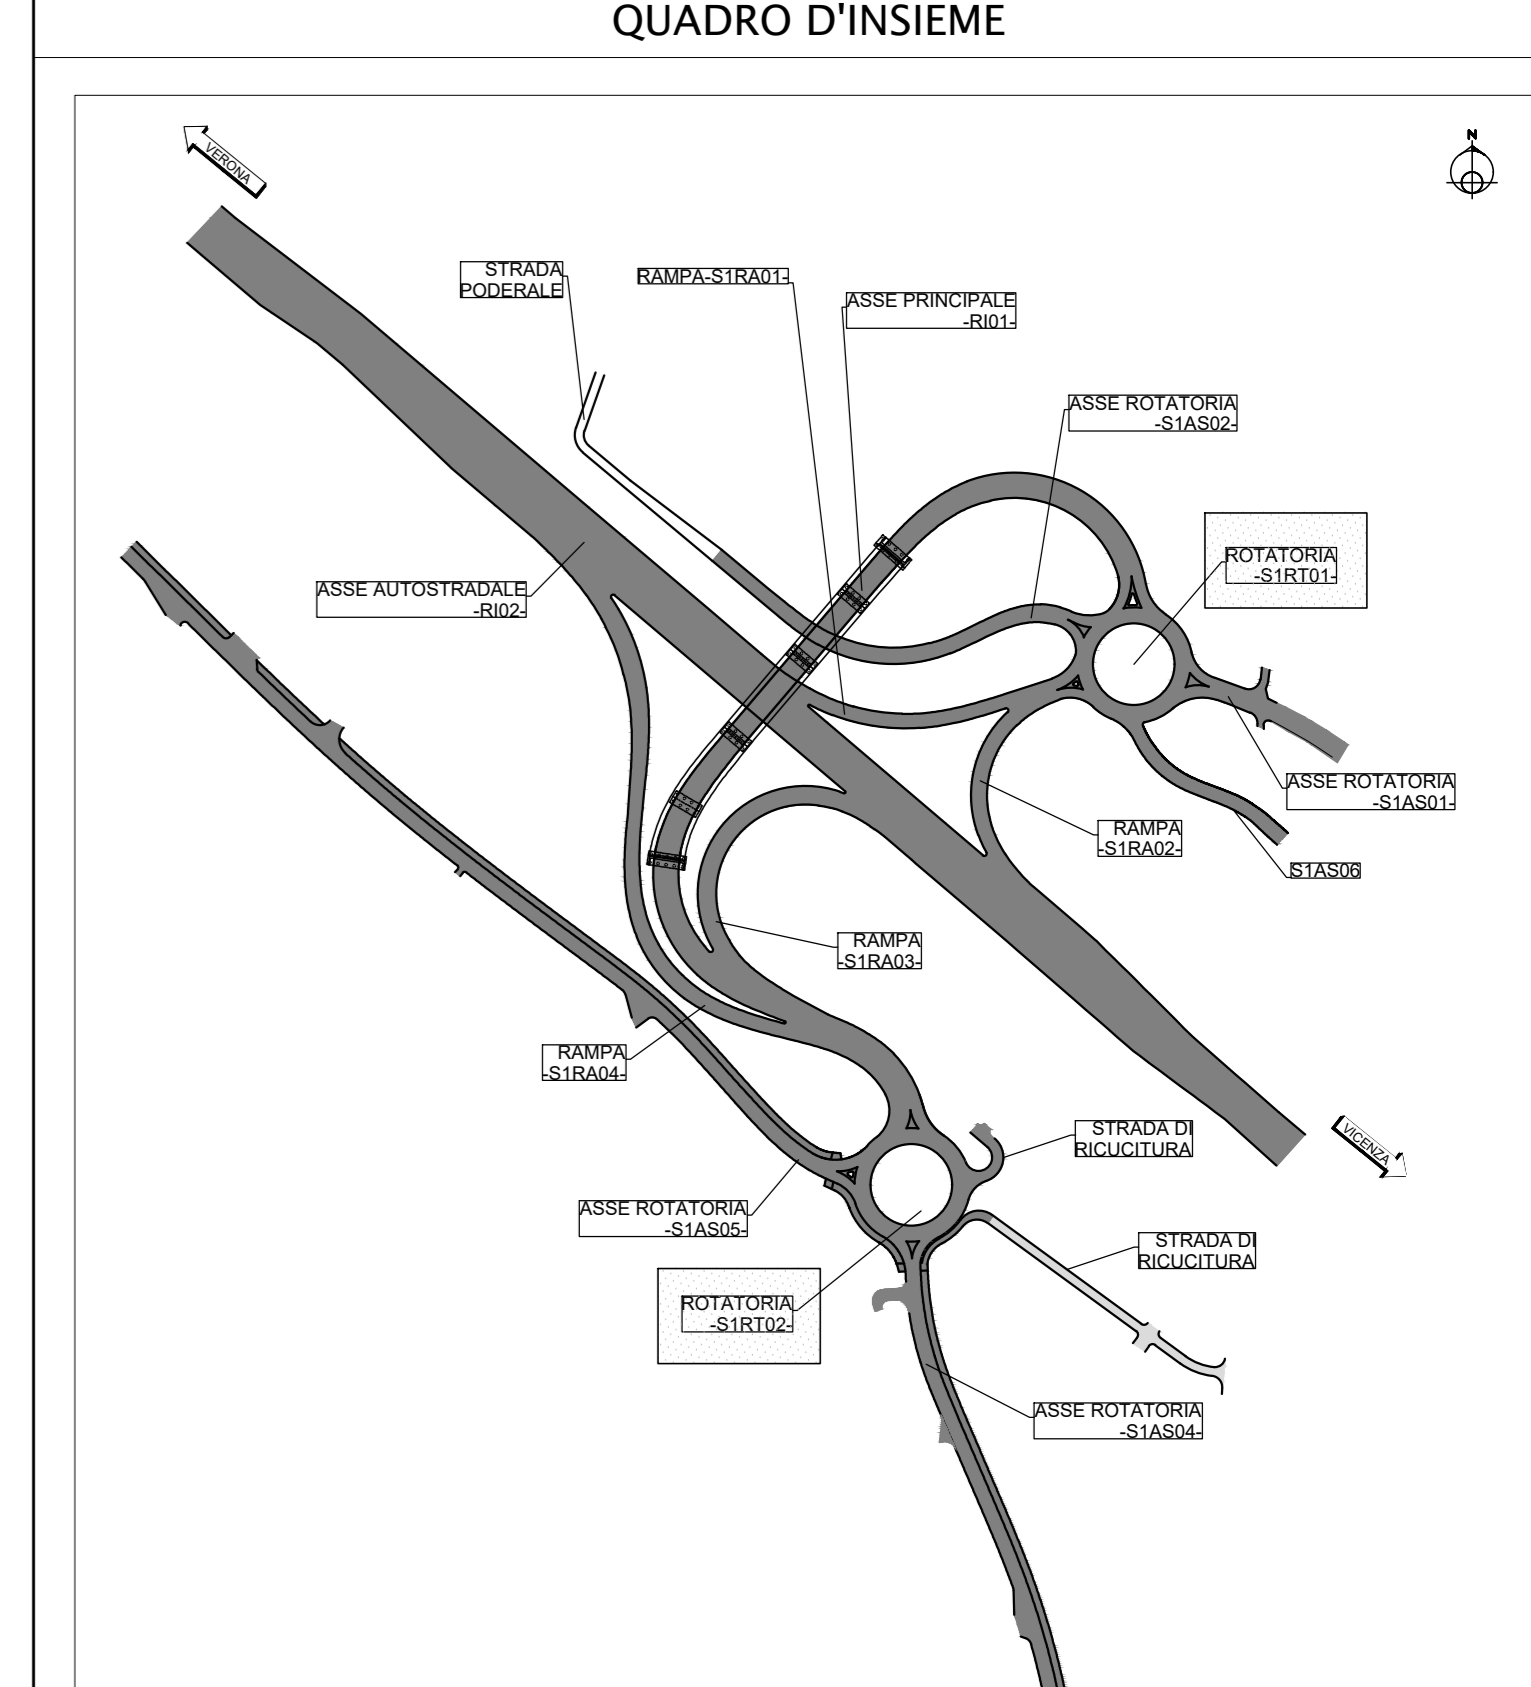 QUADRO D'INSIEME
N
VERONA
STRADA
PODERALE
RAMPA-S1RA01-
ASSE PRINCIPALE
-RI01-
ASSE ROTATORIA
-S1AS02-
ROTATORIA
-S1RT01-
ASSE AUTOSTRADALE
-RI02-
ASSE ROTATORIA
-S1AS01-
RAMPA
-S1RA02-
S1AS06
RAMPA
-S1RA03-
RAMPA
-S1RA04-
STRADA DI
RICUCITURA
VICENZA
ASSE ROTATORIA
-S1AS05-
STRADA DI
RICUCITURA
ROTATORIA
-S1RT02-
ASSE ROTATORIA
-S1AS04-